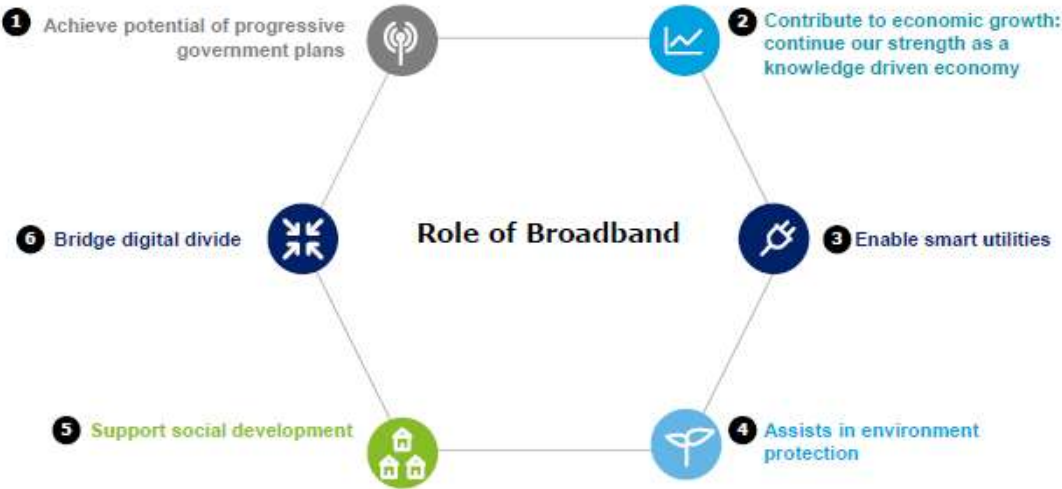 1 Achieve potential of progressive
government plans
2 Contribute to economic growth:
continue our strength as a
knowledge driven economy
Role of Broadband
3 Enable smart utilities
4 Assists in environment
protection
5 Support social development
6 Bridge digital divide